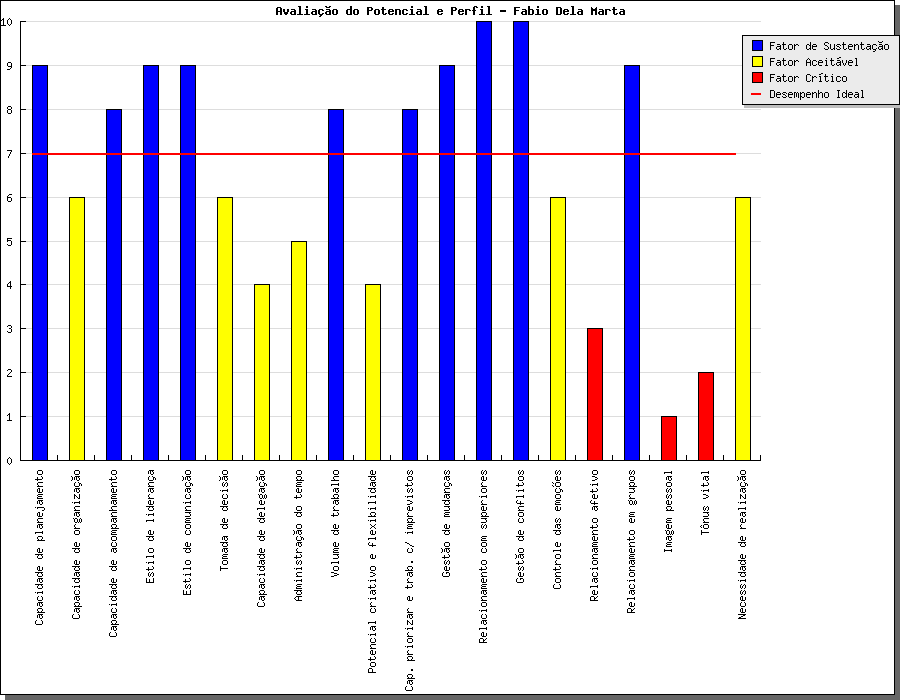 Avaliação do Potencial e Perfil - Fabio Dela Marta
10
9
8
7
6
5
4
3
2
1
0
Fator de Sustentação
Fator Aceitável
Fator Crítico
Desempenho Ideal
Capacidade de planejamento
Capacidade de organização
Capacidade de acompanhamento
Estilo de liderança
Estilo de comunicação
Tomada de decisão
Capacidade de delegação
Administração do tempo
Volume de trabalho
Potencial criativo e flexibilidade
Cap. priorizar e trab. c/ imprevistos
Gestão de mudanças
Relacionamento com superiores
Gestão de conflitos
Controle das emoções
Relacionamento afetivo
Relacionamento em grupos
Imagem pessoal
Tônus vital
Necessidade de realização